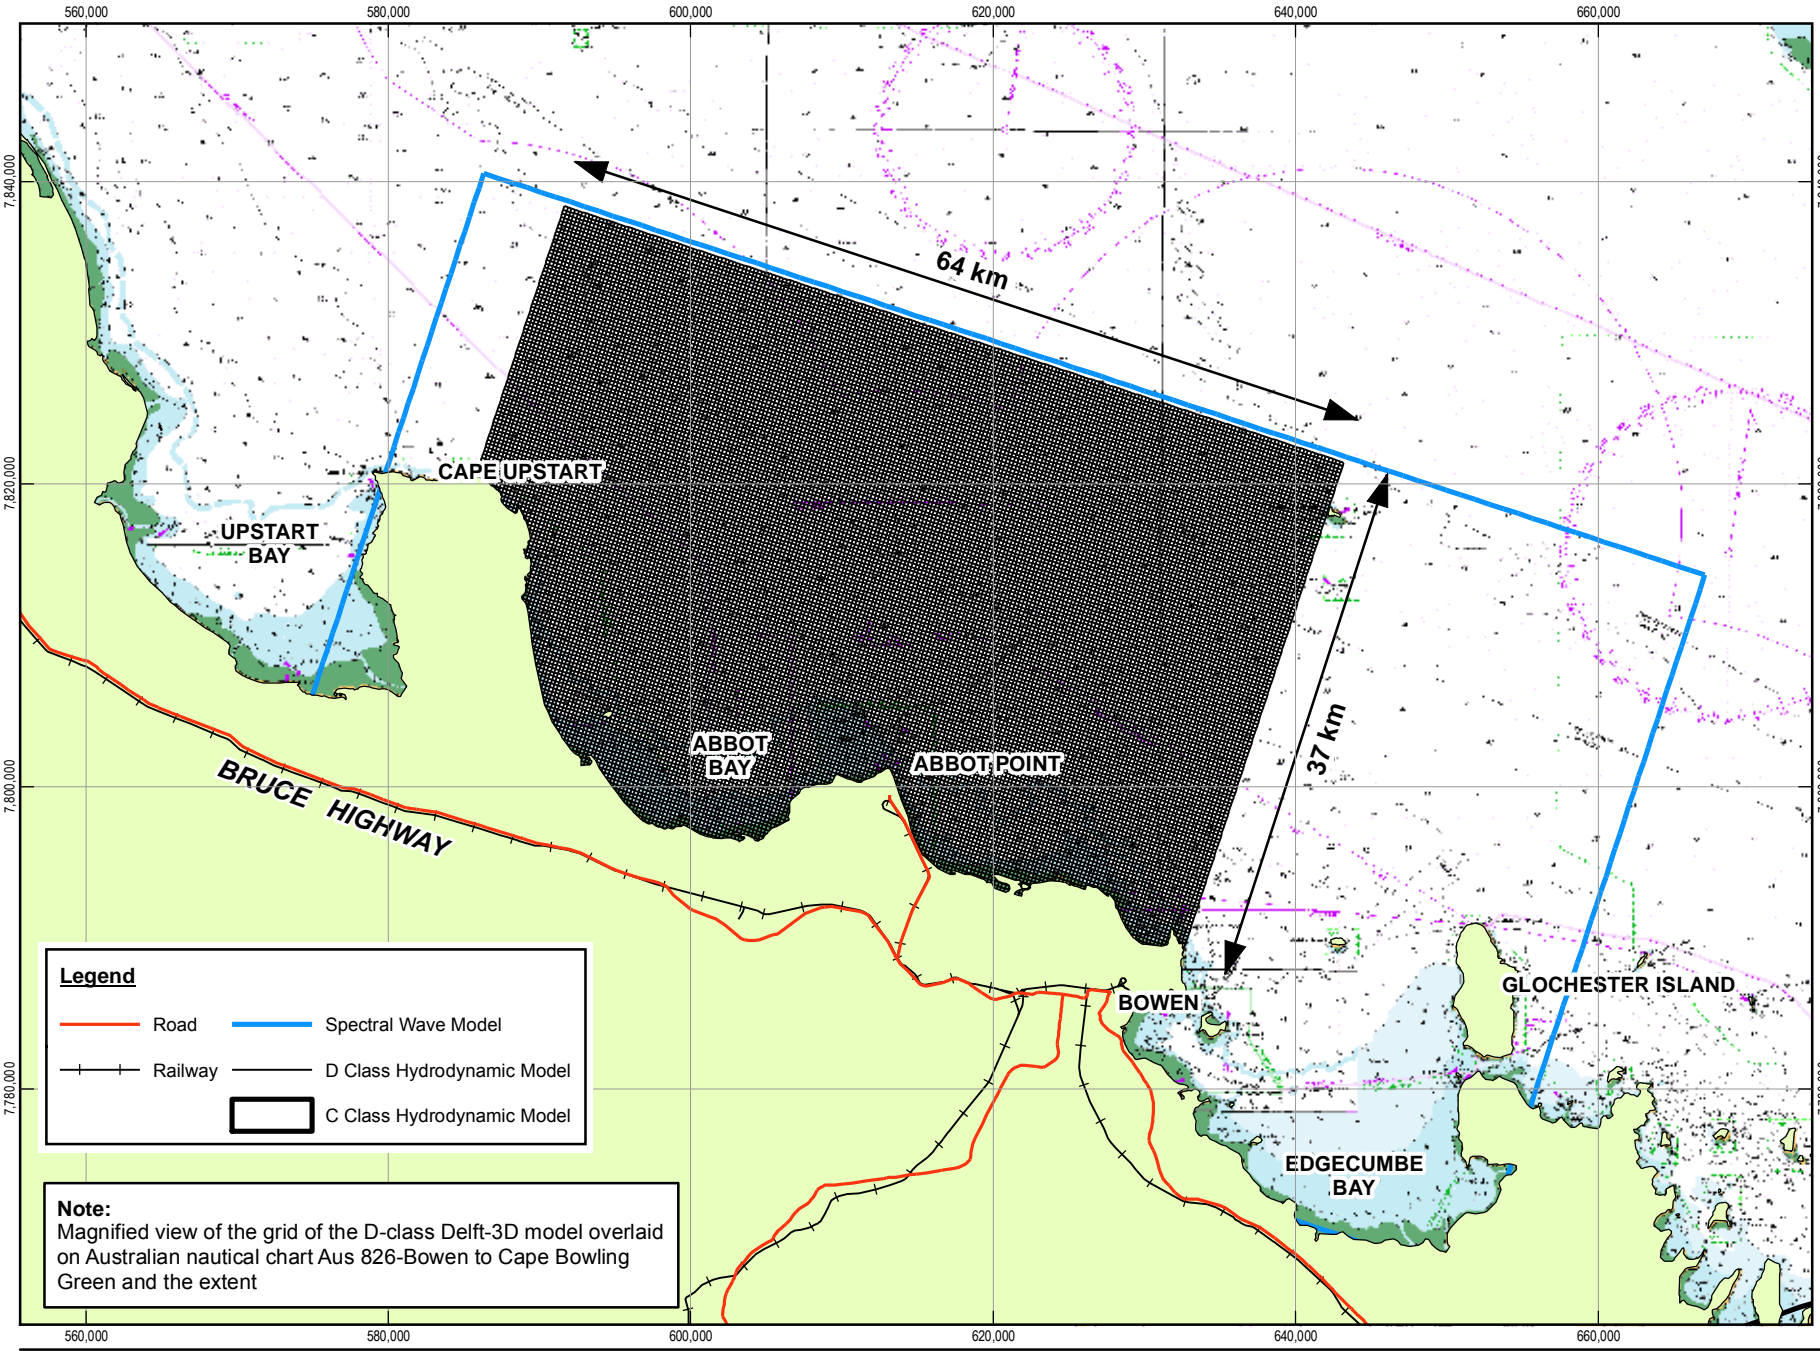 560,000
580,000
600,000
620,000
640,000
660,000
7,840,000
7,820,000
7,800,000
7,780,000
64 km
37 km
CAPE UPSTART
UPSTART
BAY
ABBOT
BAY
ABBOT POINT
BRUCE HIGHWAY
BOWEN
GLOCHESTER ISLAND
EDGECUMBE
BAY
Legend
Road
Spectral Wave Model
Railway
D Class Hydrodynamic Model
C Class Hydrodynamic Model
Note:
Magnified view of the grid of the D-class Delft-3D model overlaid
on Australian nautical chart Aus 826-Bowen to Cape Bowling
Green and the extent
560,000
580,000
600,000
620,000
640,000
660,000